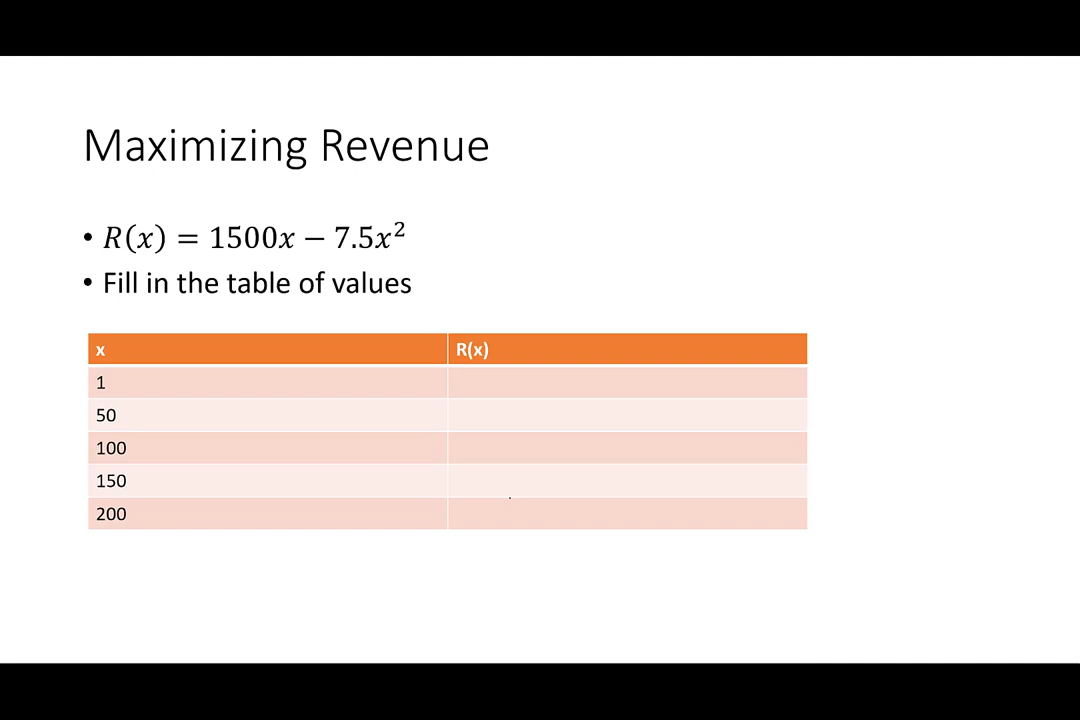 Maximizing Revenue
• R(x) = 1500x − 7.5x²
• Fill in the table of values
x R(x)
1
50
100
150
200